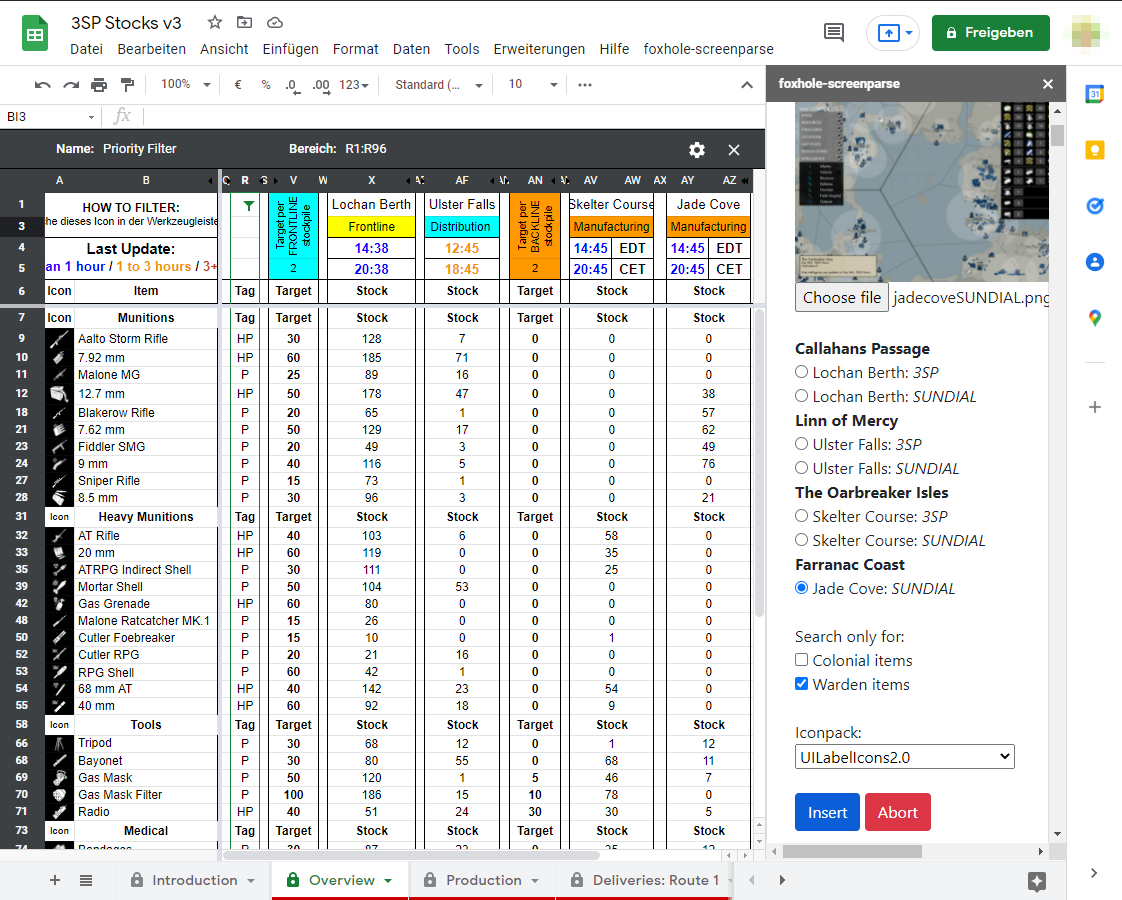 3SP Stocks v3
Datei Bearbeiten Ansicht Einfügen Format Daten Tools Erweiterungen Hilfe foxhole-screenparse
Freigeben
100% € % .0 .00 123 Standard (... 10
BI3 fx
Name: Priority Filter Bereich: R1:R96
A B Q R S V W X AF AN AV AW AX AY AZ
1 HOW TO FILTER: Target per FRONTLINE stockpile Lochan Berth Ulster Falls Target per BACKLINE stockpile Skelter Course Jade Cove
3 he dieses Icon in der Werkzeugleiste Frontline Distribution Manufacturing Manufacturing
4 Last Update: 14:38 12:45 14:45 EDT 14:45 EDT
5 an 1 hour / 1 to 3 hours / 3+ 2 20:38 18:45 2 20:45 CET 20:45 CET
6 Icon Item Tag Target Stock Stock Target Stock Stock
7 Icon Munitions Tag Target Stock Stock Target Stock Stock
9 Aalto Storm Rifle HP 30 128 7 0 0 0
10 7.92 mm HP 60 185 71 0 0 0
11 Malone MG P 25 89 16 0 0 0
12 12.7 mm HP 50 178 47 0 0 38
18 Blakerow Rifle P 20 65 1 0 0 57
21 7.62 mm P 50 129 17 0 0 62
23 Fiddler SMG P 20 49 3 0 0 49
24 9 mm P 40 116 5 0 0 76
27 Sniper Rifle P 15 73 1 0 0 0
28 8.5 mm P 30 96 3 0 0 21
31 Icon Heavy Munitions Tag Target Stock Stock Target Stock Stock
32 AT Rifle HP 40 103 6 0 58 0
33 20 mm HP 60 119 0 0 35 0
35 ATRPG Indirect Shell P 30 111 0 0 25 0
39 Mortar Shell P 50 104 53 0 0 0
42 Gas Grenade HP 60 80 0 0 0 0
48 Malone Ratcatcher MK.1 P 15 26 0 0 0 0
50 Cutler Foebreaker P 15 10 0 0 1 0
52 Cutler RPG P 20 21 16 0 0 0
53 RPG Shell P 60 42 1 0 0 0
54 68 mm AT HP 40 142 23 0 54 0
55 40 mm HP 60 92 18 0 9 0
58 Icon Tools Tag Target Stock Stock Target Stock Stock
66 Tripod P 30 68 12 0 1 12
68 Bayonet P 30 80 55 0 68 11
69 Gas Mask P 50 120 1 5 46 7
70 Gas Mask Filter P 100 186 15 10 78 0
71 Radio HP 40 51 24 30 30 5
73 Icon Medical Tag Target Stock Stock Target Stock Stock
foxhole-screenparse
Choose file jadecoveSUNDIAL.png
Callahans Passage
Lochan Berth: 3SP
Lochan Berth: SUNDIAL
Linn of Mercy
Ulster Falls: 3SP
Ulster Falls: SUNDIAL
The Oarbreaker Isles
Skelter Course: 3SP
Skelter Course: SUNDIAL
Farranac Coast
Jade Cove: SUNDIAL
Search only for:
Colonial items
Warden items
Iconpack:
UILabelIcons2.0
Insert Abort
31
Introduction Overview Production Deliveries: Route 1